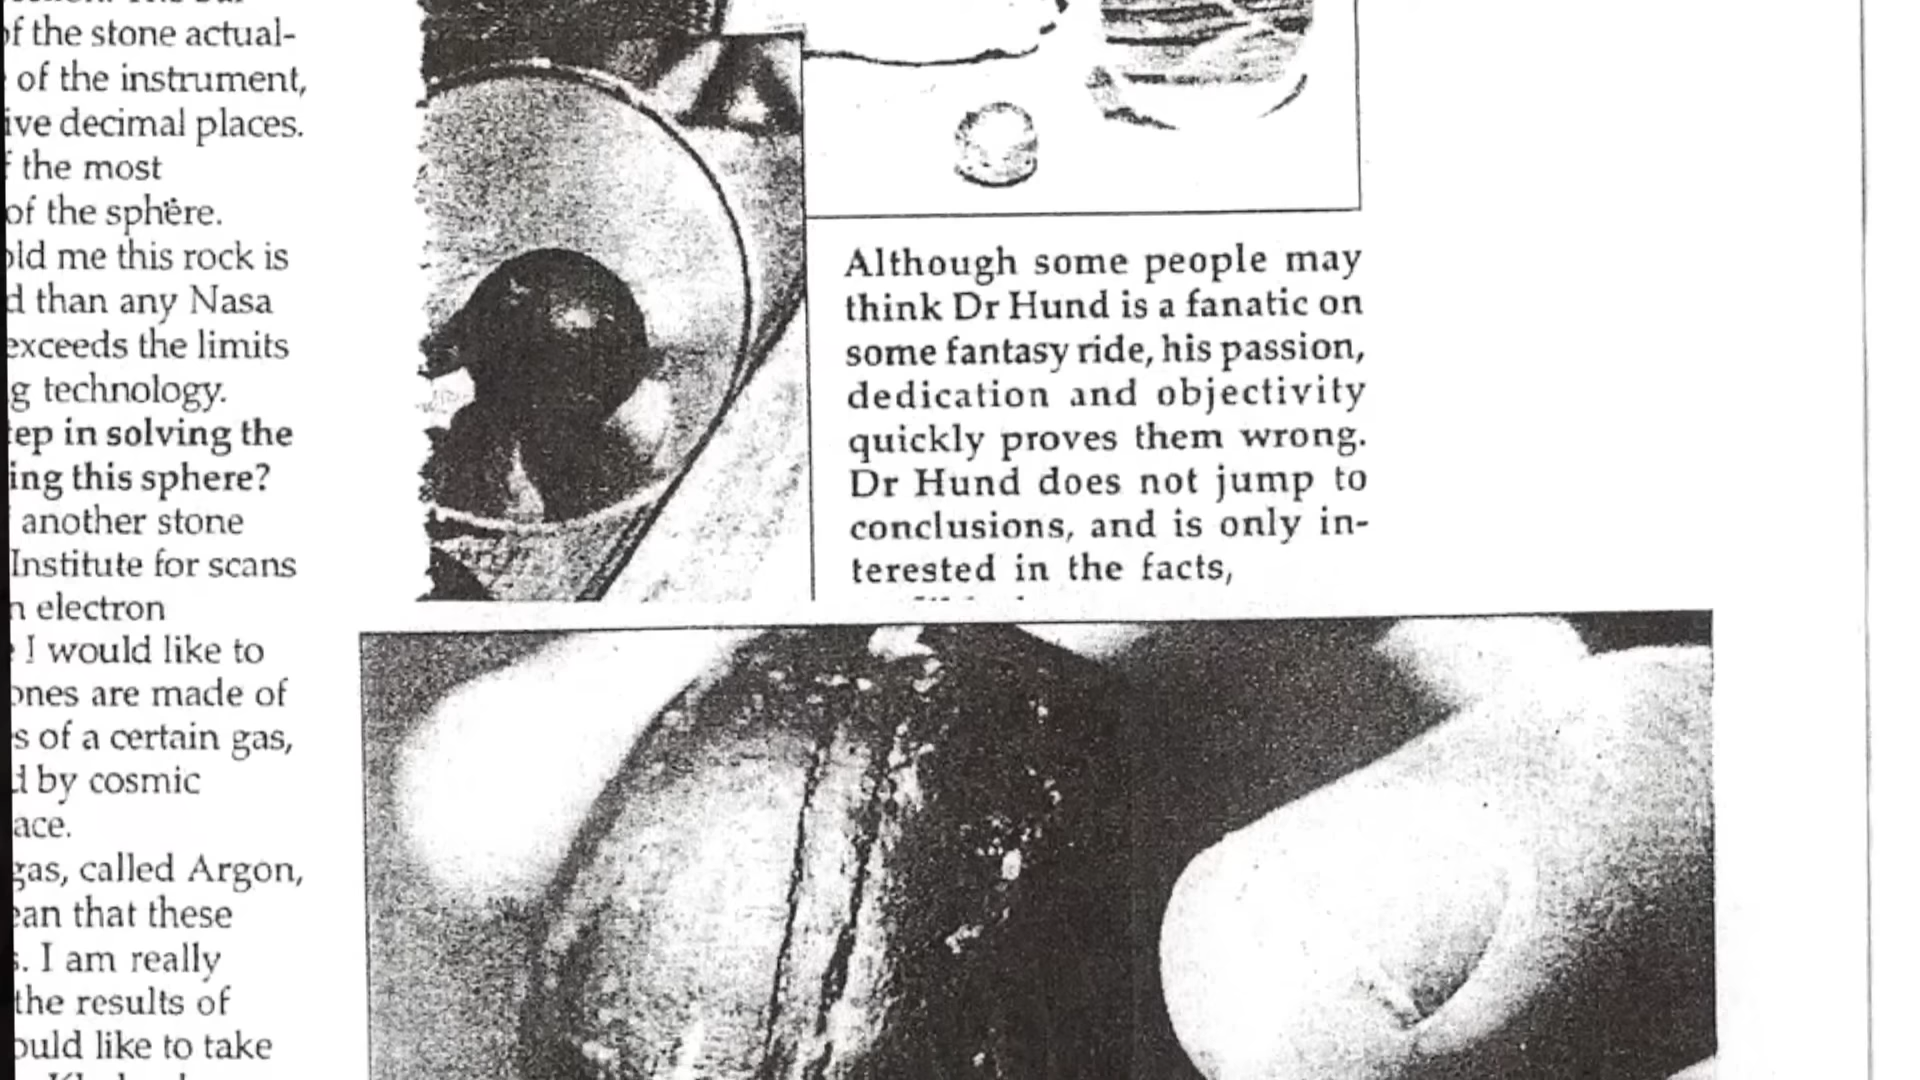 of the stone actual-
of the instrument,
ive decimal places.
the most
of the sphere.
old me this rock is
than any Nasa
exceeds the limits
technology.
tep in solving the
ing this sphere?
another stone
Institute for scans
electron
I would like to
ones are made of
s of a certain gas,
by cosmic
ace.
gas, called Argon,
ean that these
. I am really
the results of
ould like to take
Although some people may
think Dr Hund is a fanatic on
some fantasy ride, his passion,
dedication and objectivity
quickly proves them wrong.
Dr Hund does not jump to
conclusions, and is only in-
terested in the facts,